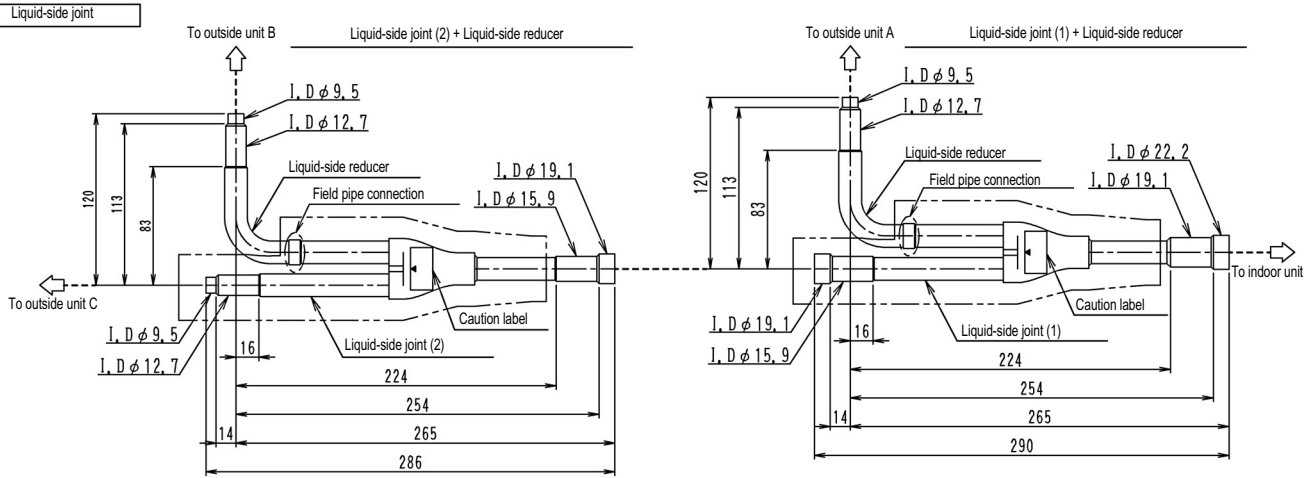 Liquid-side joint
To outside unit B
Liquid-side joint (2) + Liquid-side reducer
I. D φ 9. 5
I. D φ 12. 7
Liquid-side reducer
Field pipe connection
I. D φ 19. 1
I. D φ 15. 9
120
113
83
To outside unit C
I. D φ 9. 5
I. D φ 12. 7
16
Liquid-side joint (2)
Caution label
224
254
14
265
286
To outside unit A
Liquid-side joint (1) + Liquid-side reducer
I. D φ 9. 5
I. D φ 12. 7
Liquid-side reducer
Field pipe connection
I. D φ 22. 2
I. D φ 19. 1
120
113
83
To indoor unit
I. D φ 19. 1
I. D φ 15. 9
16
Liquid-side joint (1)
Caution label
224
254
14
265
290